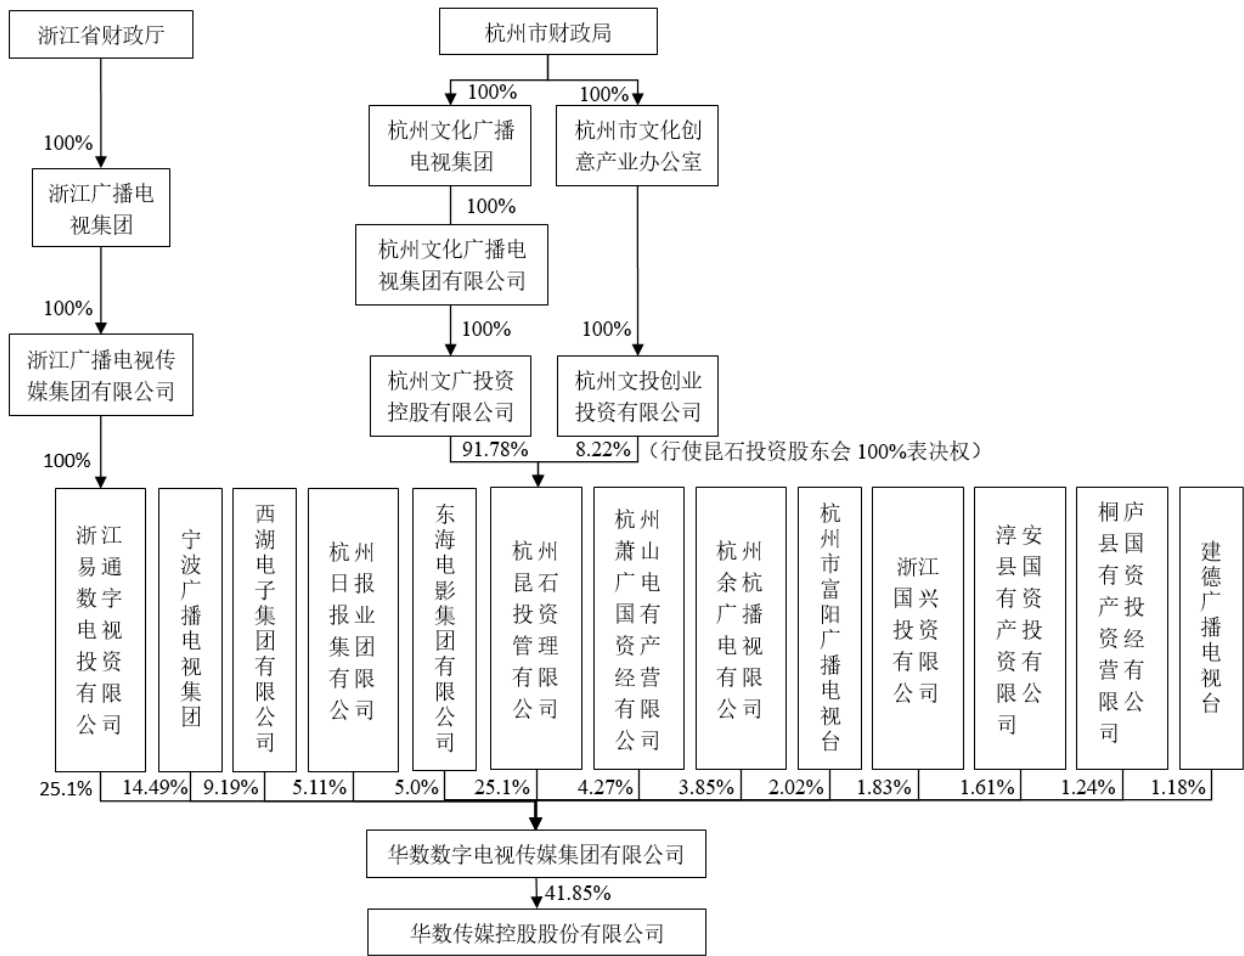 浙江省财政厅
杭州市财政局
100%
100%
杭州文化广播
电视集团
杭州市文化创
意产业办公室
100%
浙江广播电
视集团
100%
杭州文化广播电
视集团有限公司
100%
100%
100%
浙江广播电视传
媒集团有限公司
杭州文广投资
控股有限公司
杭州文投创业
投资有限公司
91.78%
8.22%
（行使昆石投资股东会 100%表决权）
100%
浙江
易通
数字
电视
投资
有限
公司
宁波广播电视集团
西湖电子集团有限公司
杭州
日报
报业
集团
有限
公司
东海电影集团有限公司
杭州
昆石
投资
管理
有限
公司
杭州
萧山
广电
国有
资产
经营
有限
公司
杭州
余杭
广播
电视
有限
公司
杭州市富阳广播电视台
浙江
国兴
投资
有限
公司
淳安
县国
有资
产投
资有
限公
司
桐庐
县国
有资
产投
资经
营有
限公
司
建德广播电视台
25.1%
14.49%
9.19%
5.11%
5.0%
25.1%
4.27%
3.85%
2.02%
1.83%
1.61%
1.24%
1.18%
华数数字电视传媒集团有限公司
41.85%
华数传媒控股股份有限公司